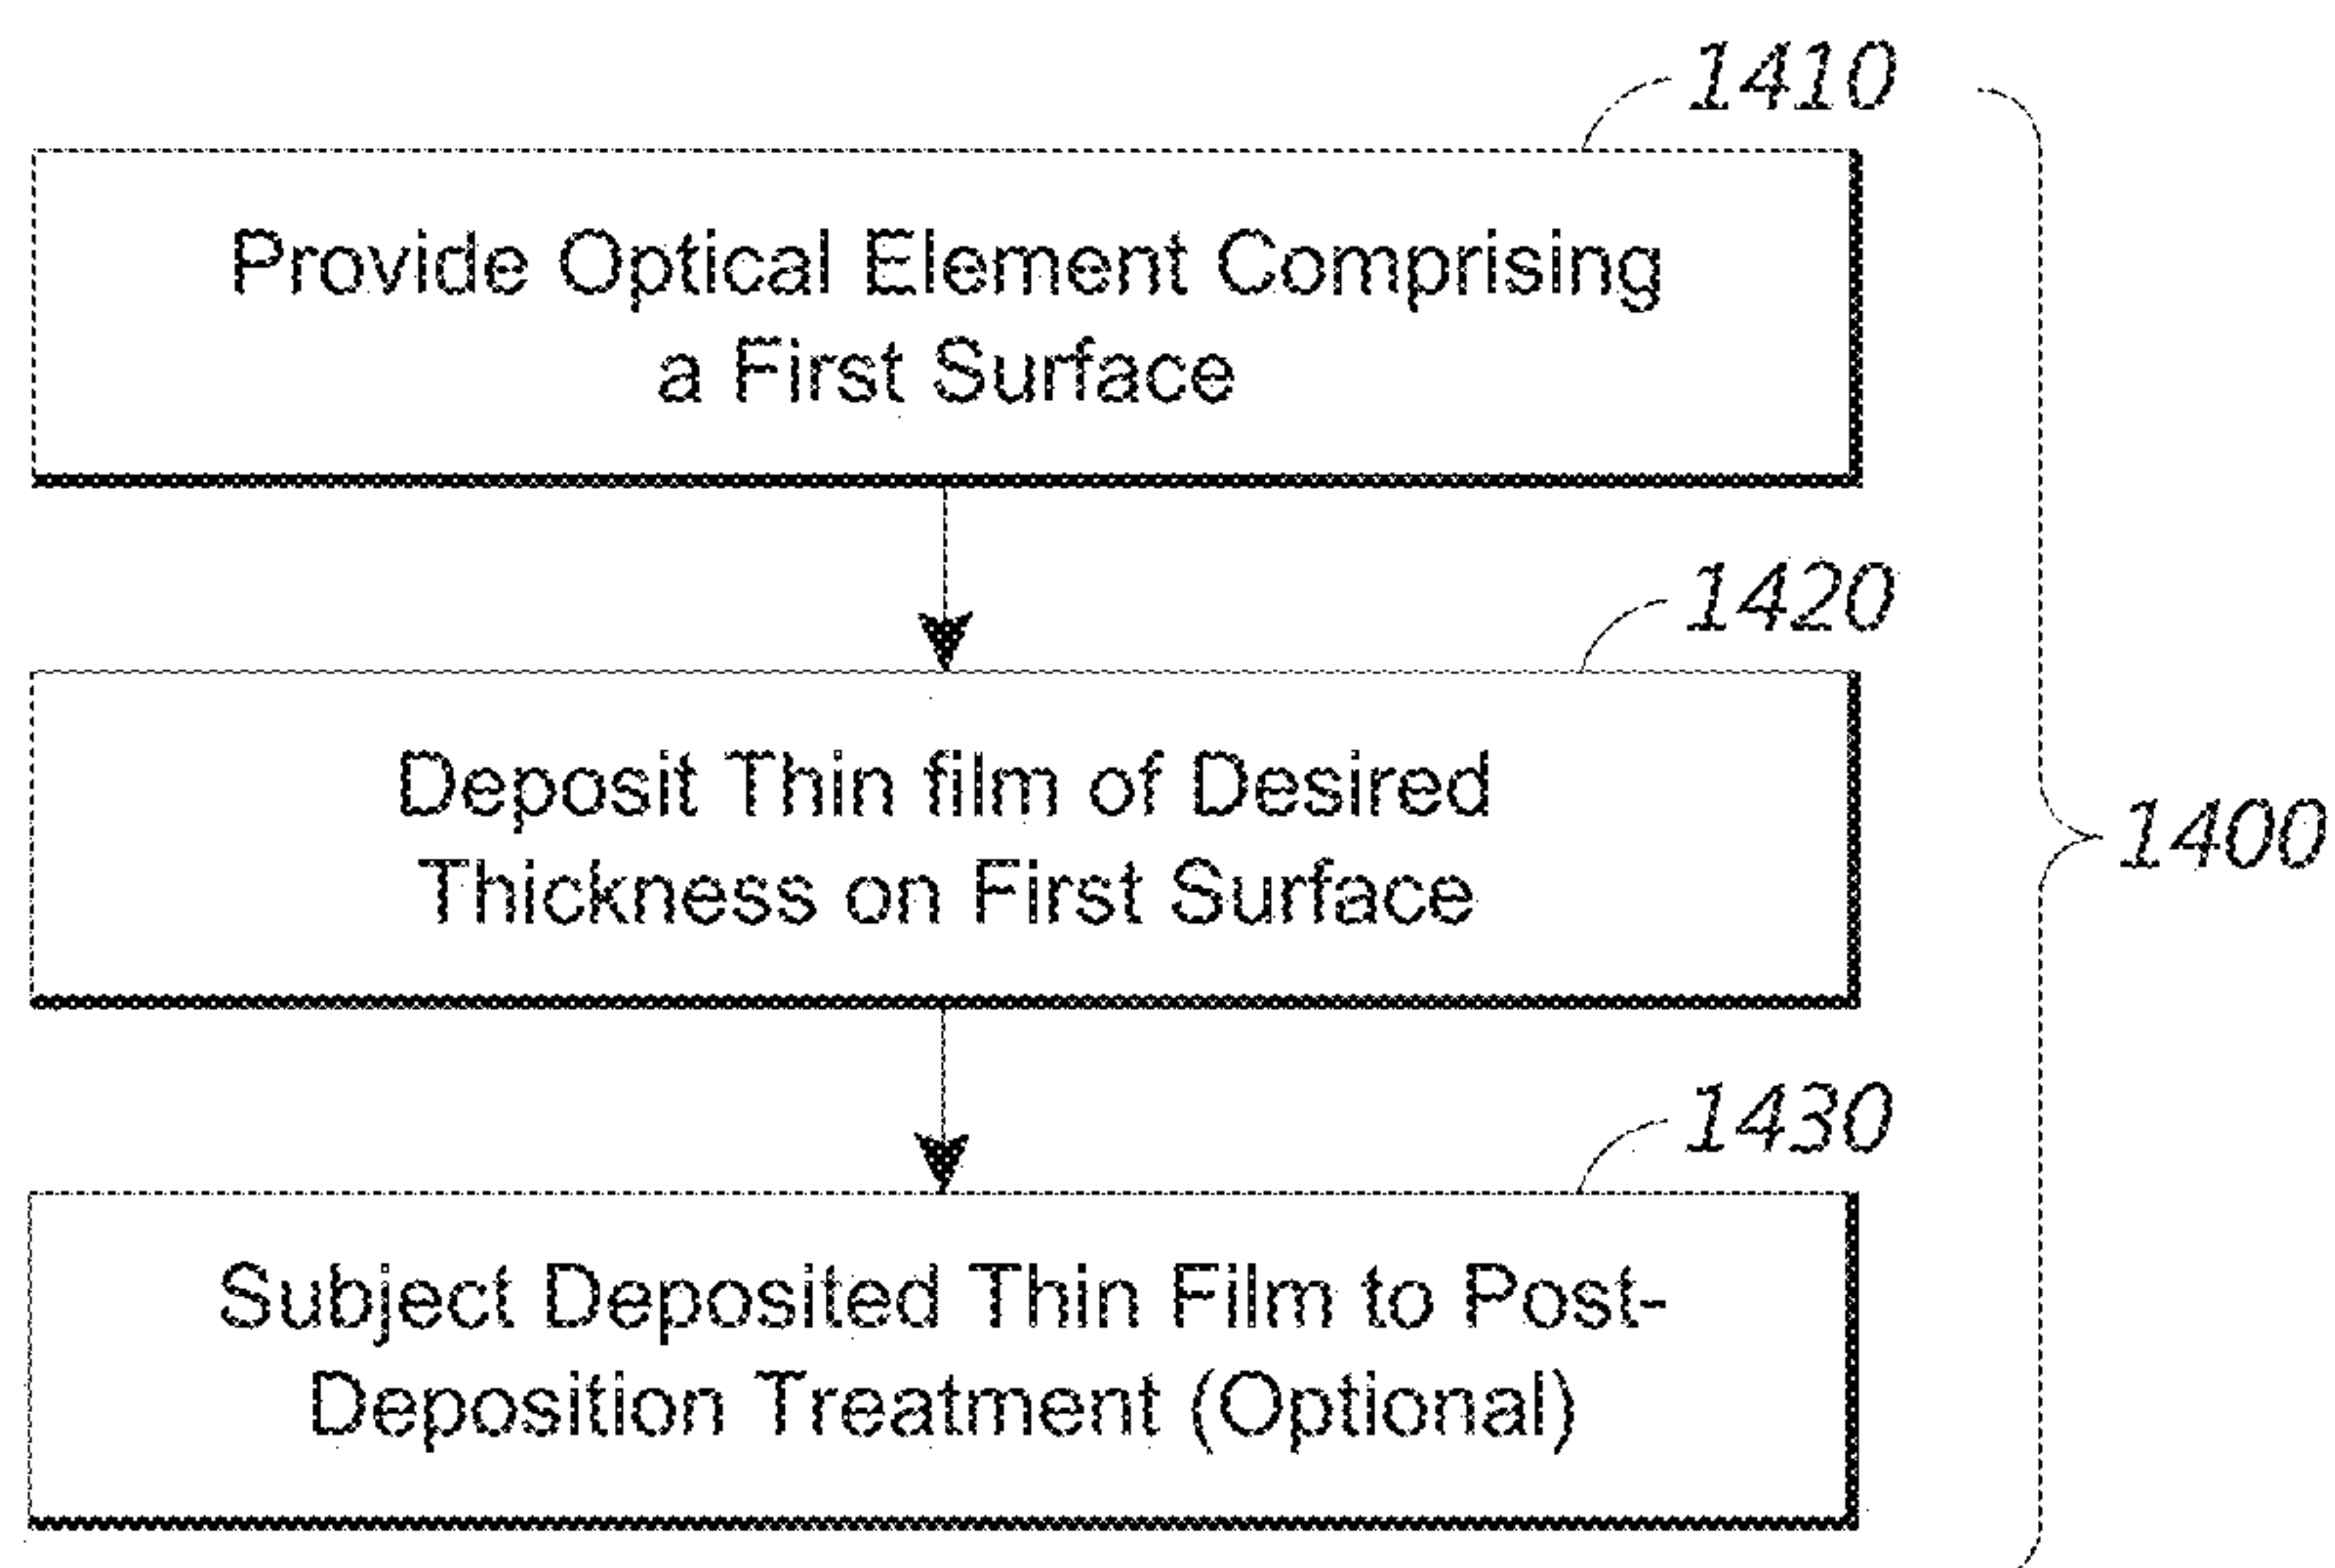 1410
Provide Optical Element Comprising
a First Surface
1420
Deposit Thin film of Desired
Thickness on First Surface
1400
1430
Subject Deposited Thin Film to Post-
Deposition Treatment (Optional)